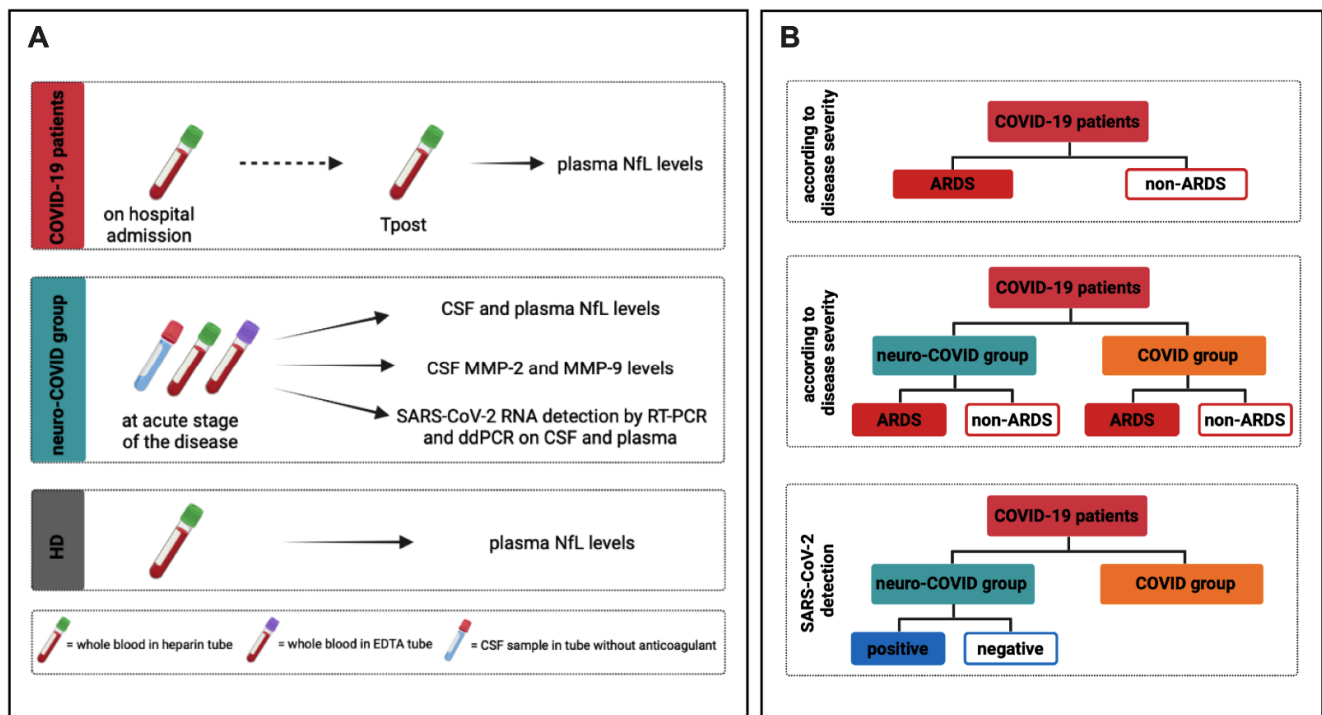 A
COVID-19 patients
on hospital
admission
Tpost
plasma NfL levels
neuro-COVID group
at acute stage
of the disease
CSF and plasma NfL levels
CSF MMP-2 and MMP-9 levels
SARS-CoV-2 RNA detection by RT-PCR
and ddPCR on CSF and plasma
HD
plasma NfL levels
= whole blood in heparin tube
= whole blood in EDTA tube
= CSF sample in tube without anticoagulant
B
according to
disease severity
COVID-19 patients
ARDS
non-ARDS
according to
disease severity
COVID-19 patients
neuro-COVID group
COVID group
ARDS
non-ARDS
ARDS
non-ARDS
SARS-CoV-2
detection
COVID-19 patients
neuro-COVID group
COVID group
positive
negative